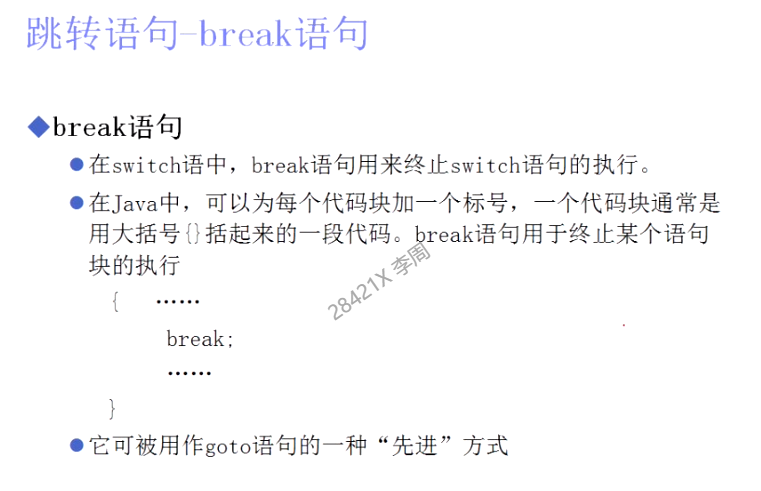 跳转语句-break语句
◆break语句
●在switch语中，break语句用来终止switch语句的执行。
●在Java中，可以为每个代码块加一个标号，一个代码块通常是
用大括号{}括起来的一段代码。break语句用于终止某个语句
块的执行
{ ……
break;
……
}
●它可被用作goto语句的一种“先进”方式
28421X 李周